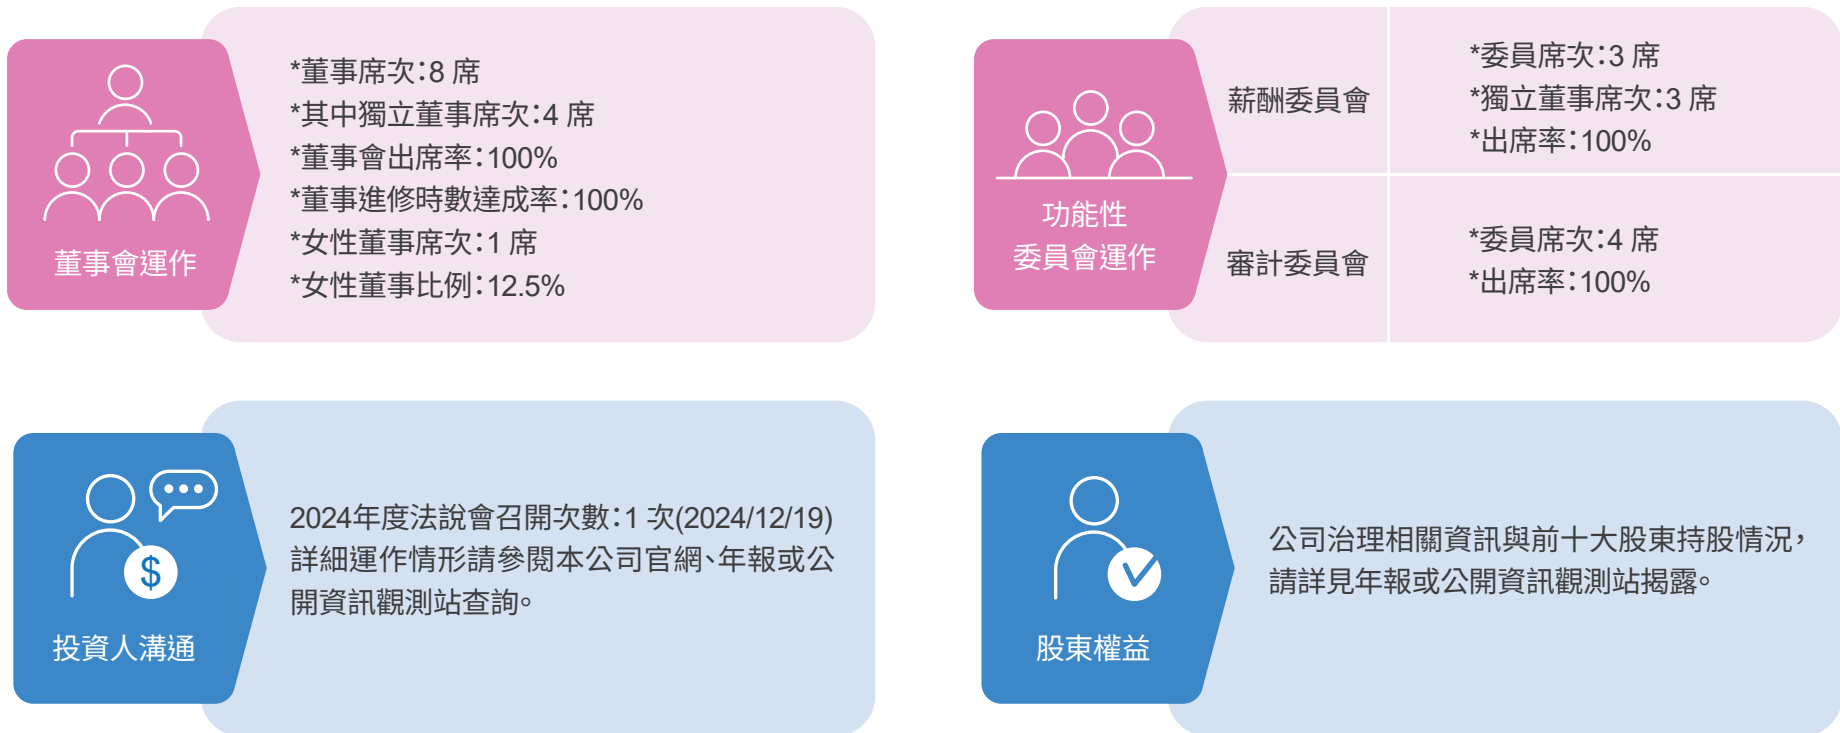 董事會運作
*董事席次：8 席
*其中獨立董事席次：4 席
*董事會出席率：100%
*董事進修時數達成率：100%
*女性董事席次：1 席
*女性董事比例：12.5%
功能性
委員會運作
薪酬委員會
*委員席次：3 席
*獨立董事席次：3 席
*出席率：100%
審計委員會
*委員席次：4 席
*出席率：100%
投資人溝通
$
2024年度法說會召開次數：1 次(2024/12/19)
詳細運作情形請參閱本公司官網、年報或公
開資訊觀測站查詢。
股東權益
公司治理相關資訊與前十大股東持股情況，
請詳見年報或公開資訊觀測站揭露。